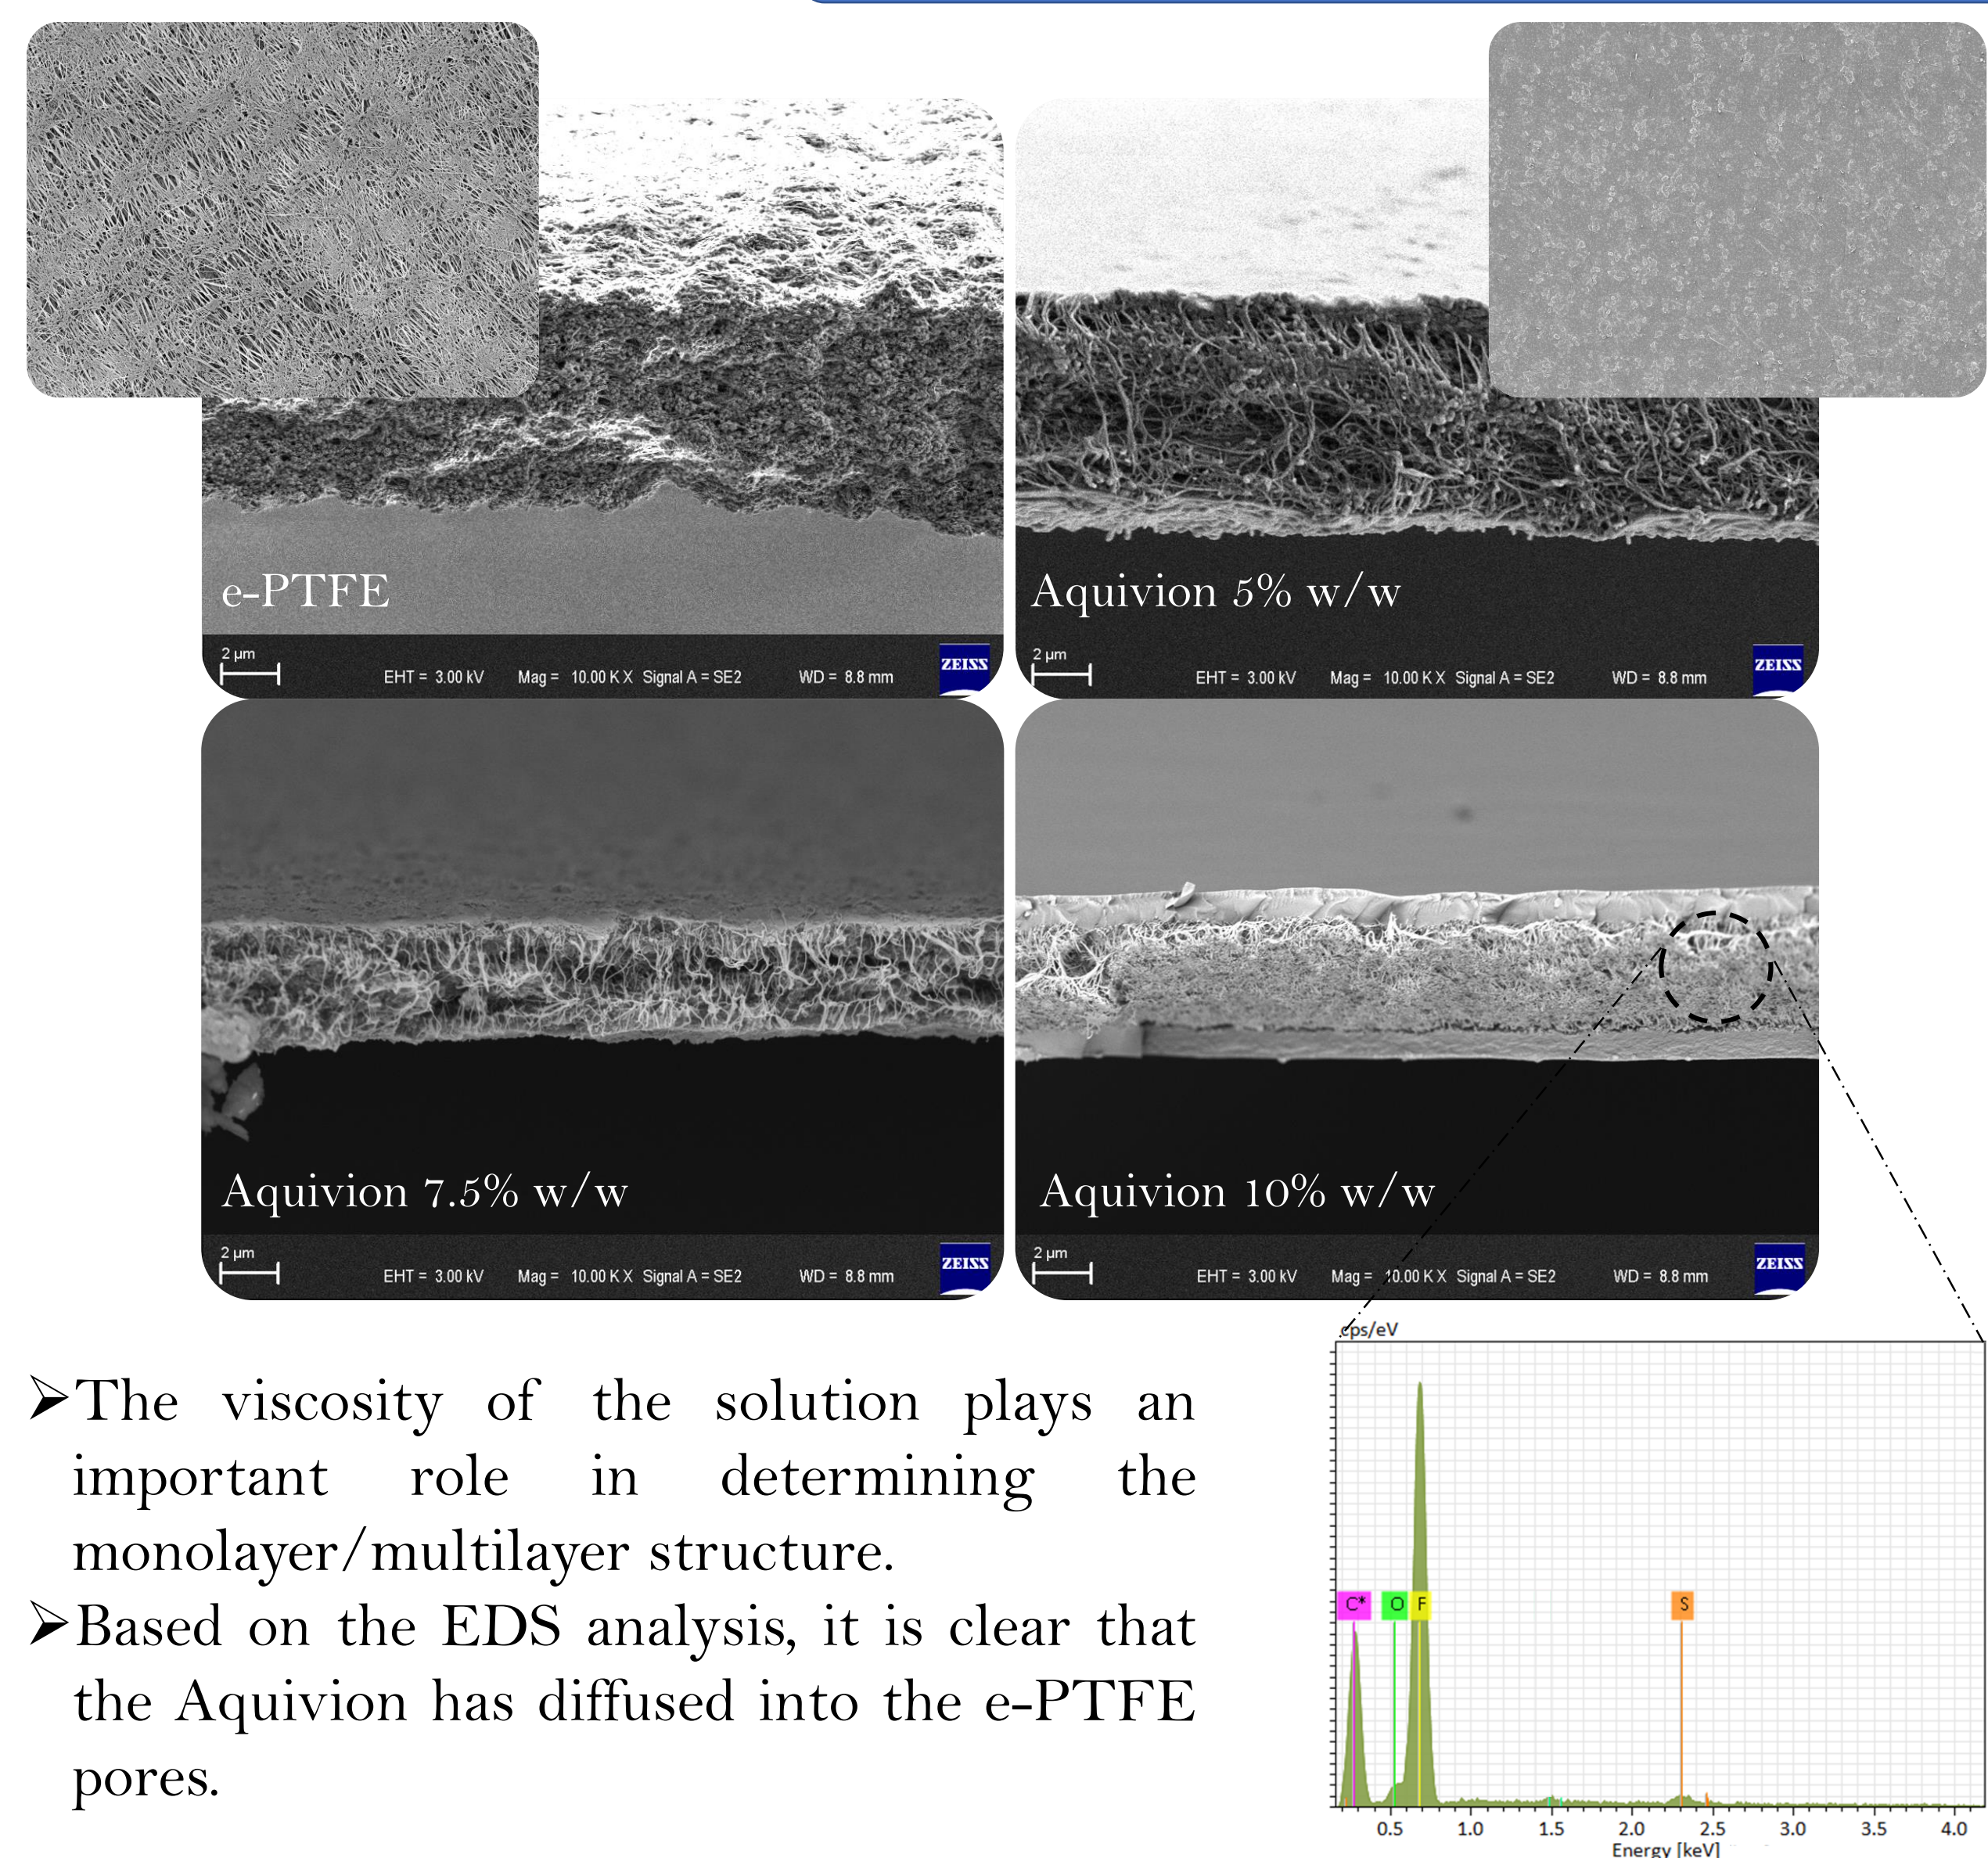 e-PTFE
2 µm
EHT = 3.00 kV Mag = 10.00 K X Signal A = SE2 WD = 8.8 mm
ZEISS
Aquivion 5% w/w
2 µm
EHT = 3.00 kV Mag = 10.00 K X Signal A = SE2 WD = 8.8 mm
ZEISS
Aquivion 7.5% w/w
2 µm
EHT = 3.00 kV Mag = 10.00 K X Signal A = SE2 WD = 8.8 mm
ZEISS
Aquivion 10% w/w
2 µm
EHT = 3.00 kV Mag = 10.00 K X Signal A = SE2 WD = 8.8 mm
ZEISS
➢The viscosity of the solution plays an
important role in determining the
monolayer/multilayer structure.
➢Based on the EDS analysis, it is clear that
the Aquivion has diffused into the e-PTFE
pores.
cps/eV
C* O F S
0.5 1.0 1.5 2.0 2.5 3.0 3.5 4.0
Energy [keV]